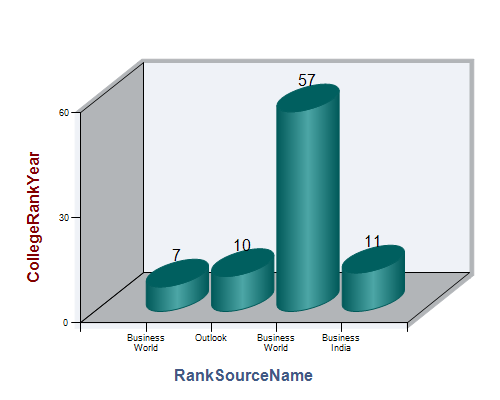 57
60
CollegeRankYear
30
7
10
11
0
Business
World
Outlook
Business
World
Business
India
RankSourceName